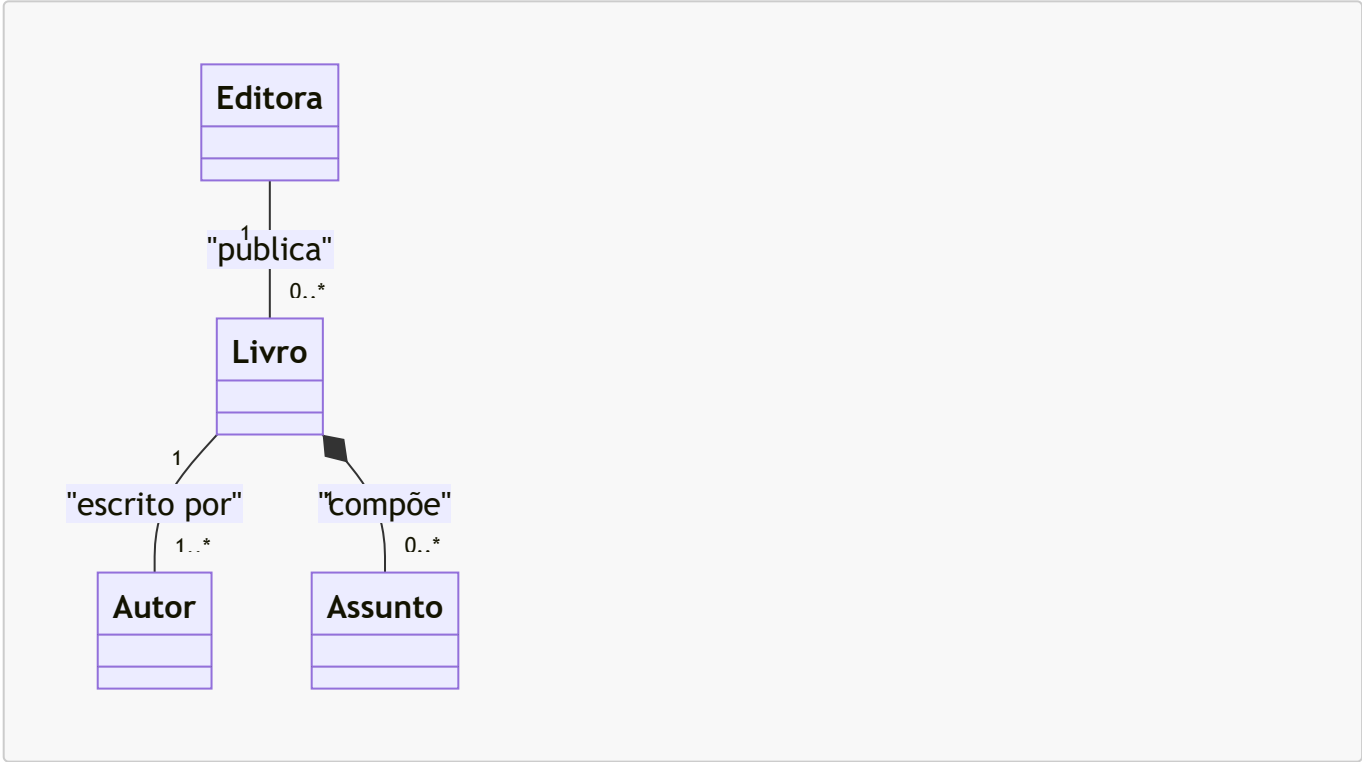 Editora
1
"publica"
0..*
Livro
1
"escrito por"
1..*
"compõe"
0..*
Autor
Assunto